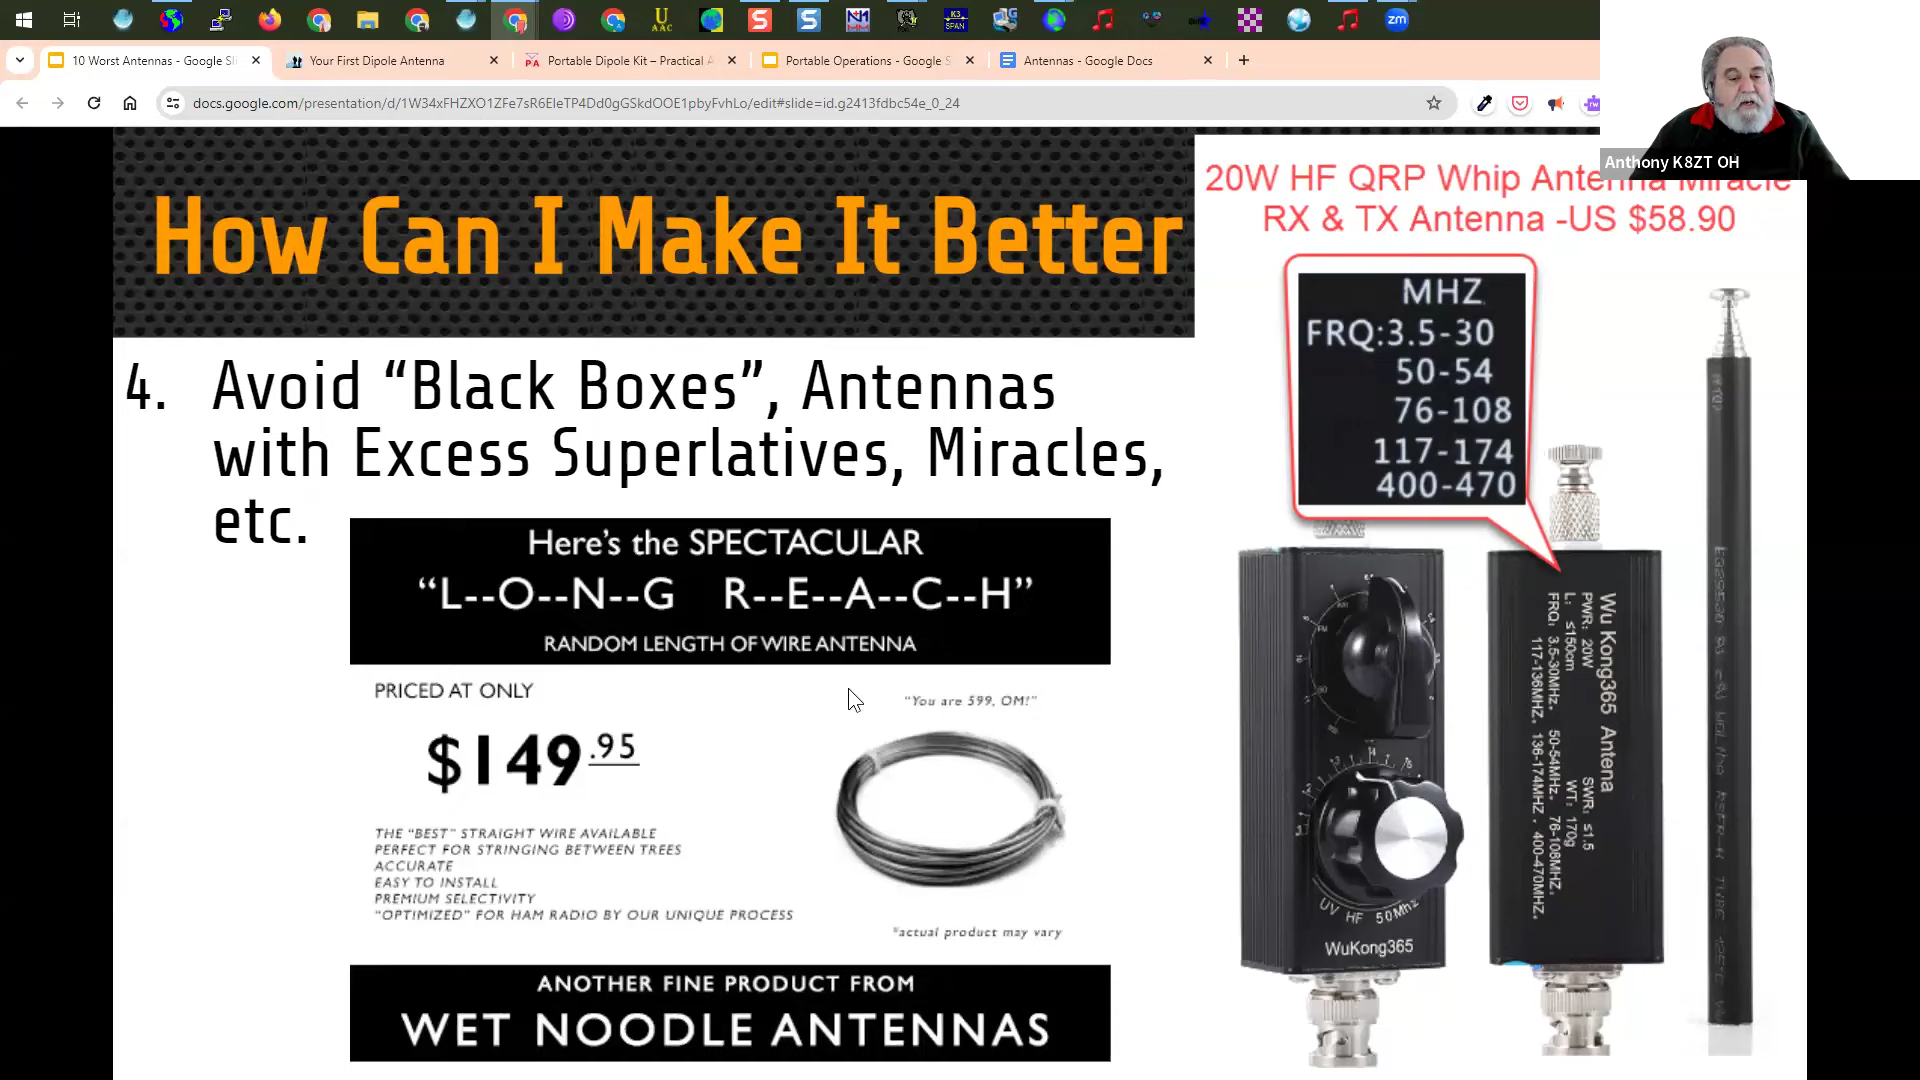 10 Worst Antennas - Google Sl
Your First Dipole Antenna
Portable Dipole Kit – Practical A
Portable Operations - Google S
Antennas - Google Docs
docs.google.com/presentation/d/1W34xFHZXO1ZFe7sR6EleTP4Dd0gGSkdOOE1pbyFvhLo/edit#slide=id.g2413fdbc54e_0_24
Anthony K8ZT OH
How Can I Make It Better
4. Avoid “Black Boxes”, Antennas
with Excess Superlatives, Miracles,
etc.
Here's the SPECTACULAR
“L--O--N--G R--E--A--C--H”
RANDOM LENGTH OF WIRE ANTENNA
PRICED AT ONLY
$149.95
"You are 599, OM!"
THE "BEST" STRAIGHT WIRE AVAILABLE
PERFECT FOR STRINGING BETWEEN TREES
ACCURATE
EASY TO INSTALL
PREMIUM SELECTIVITY
"OPTIMIZED" FOR HAM RADIO BY OUR UNIQUE PROCESS
*actual product may vary
ANOTHER FINE PRODUCT FROM
WET NOODLE ANTENNAS
20W HF QRP Whip Antenna Miracle
RX & TX Antenna -US $58.90
MHZ
FRQ:3.5-30
50-54
76-108
117-174
400-470
UV HF 50Mhz
WuKong365
Wu Kong365 Antena
PWR: 20W SWR: ≤1.5
L: ≤150cm WT: 170g
FRQ: 3.5-30MHZ, 50-54MHZ, 76-108MHZ,
117-136MHZ, 136-174MHZ, 400-470MHZ,